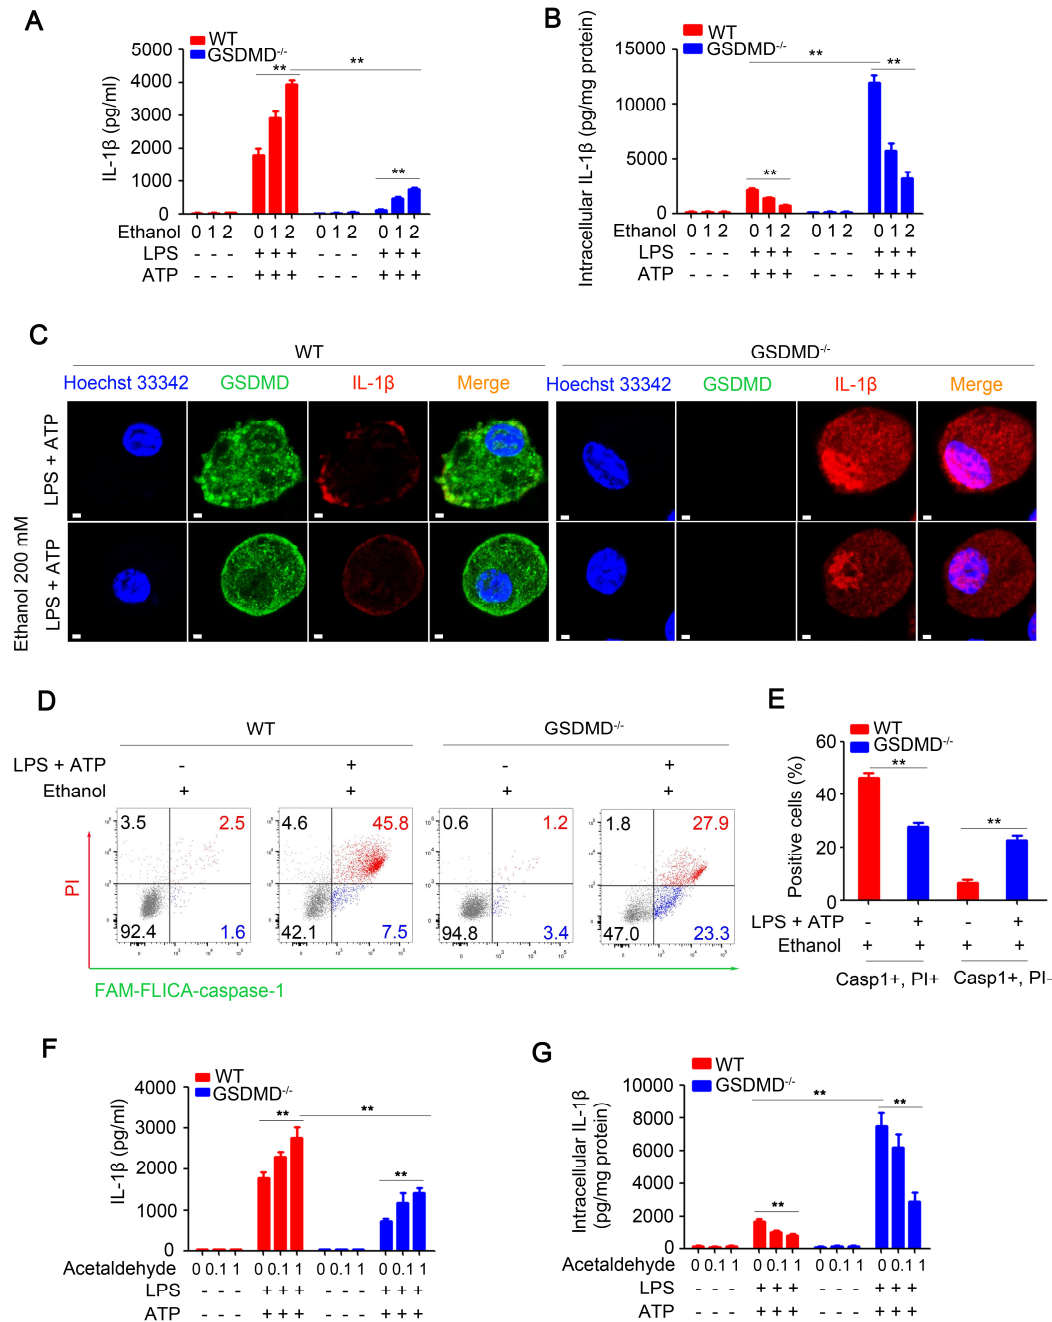 A
WT
GSDMD-/-
IL-1β (pg/ml)
5000
4000
3000
2000
1000
0
**
**
**
Ethanol 0 1 2 0 1 2 0 1 2 0 1 2
LPS - - - + + + - - - + + +
ATP - - - + + + - - - + + +
B
WT
GSDMD-/-
Intracellular IL-1β (pg/mg protein)
15000
10000
5000
0
**
**
**
Ethanol 0 1 2 0 1 2 0 1 2 0 1 2
LPS - - - + + + - - - + + +
ATP - - - + + + - - - + + +
C
WT
GSDMD-/-
Hoechst 33342 GSDMD IL-1β Merge Hoechst 33342 GSDMD IL-1β Merge
LPS + ATP
Ethanol 200 mM
LPS + ATP
D
WT
GSDMD-/-
LPS + ATP - + - +
Ethanol + + + +
3.5 2.5 4.6 45.8 0.6 1.2 1.8 27.9
92.4 1.6 42.1 7.5 94.8 3.4 47.0 23.3
PI
FAM-FLICA-caspase-1
E
WT
GSDMD-/-
Positive cells (%)
60
40
20
0
**
**
LPS + ATP - + - +
Ethanol + + + +
Casp1+, PI+ Casp1+, PI-
F
WT
GSDMD-/-
IL-1β (pg/ml)
4000
3000
2000
1000
0
**
**
**
Acetaldehyde 0 0.1 1 0 0.1 1 0 0.1 1 0 0.1 1
LPS - - - + + + - - - + + +
ATP - - - + + + - - - + + +
G
WT
GSDMD-/-
Intracellular IL-1β
(pg/mg protein)
10000
8000
6000
4000
2000
0
**
**
**
Acetaldehyde 0 0.1 1 0 0.1 1 0 0.1 1 0 0.1 1
LPS - - - + + + - - - + + +
ATP - - - + + + - - - + + +